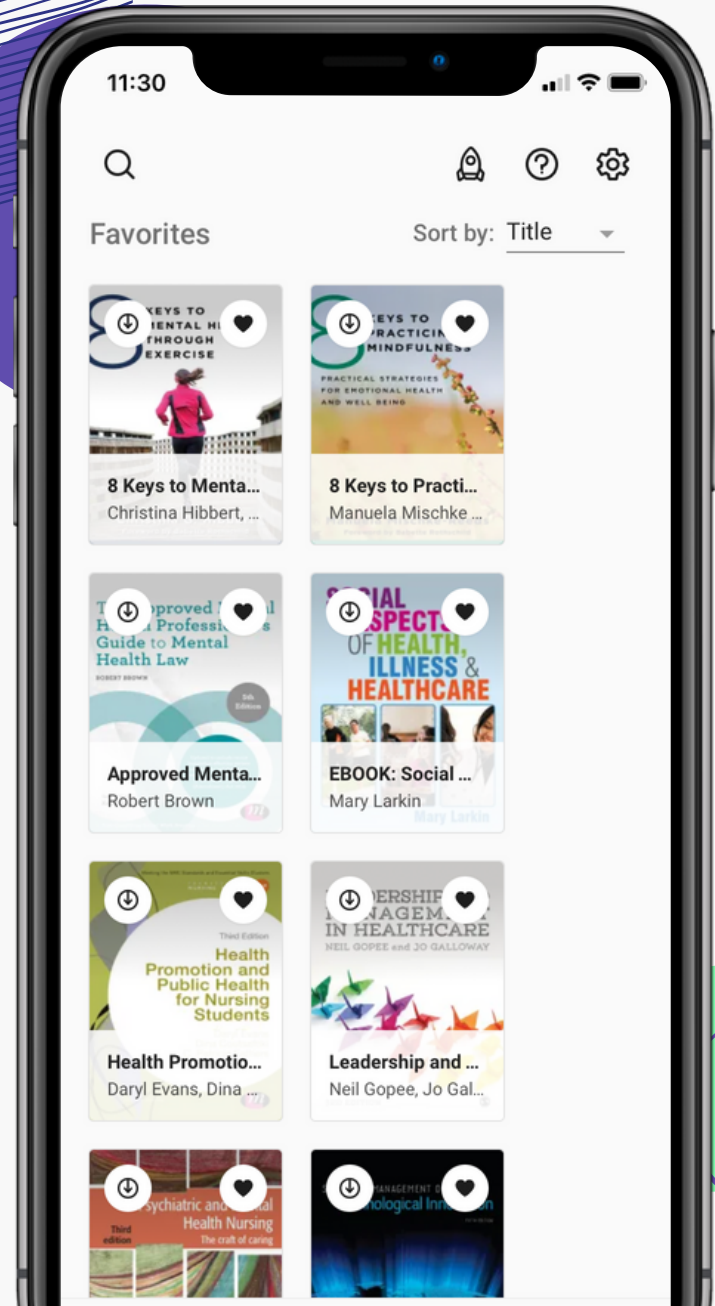 11:30
Favorites
Sort by: Title
KEYS TO
THROUGH
EXERCISE
8 Keys to Menta...
Christina Hibbert, ...
KEYS TO
MINDFULNESS
PRACTICAL STRATEGIES
FOR EMOTIONAL HEALTH
AND WELL BEING
8 Keys to Practi...
Manuela Mischke ...
Guide to Mental
Health Law
ROBERT BROWN
5th
Edition
Approved Menta...
Robert Brown
OF HEALTH,
ILLNESS &
HEALTHCARE
EBOOK: Social ...
Mary Larkin
Mary Larkin
Third Edition
Health
Promotion and
Public Health
for Nursing
Students
Health Promotio...
Daryl Evans, Dina ...
IN HEALTHCARE
NEIL GOPEE and JO GALLOWAY
Leadership and ...
Neil Gopee, Jo Gal...
Third
edition
Health Nursing
The craft of caring